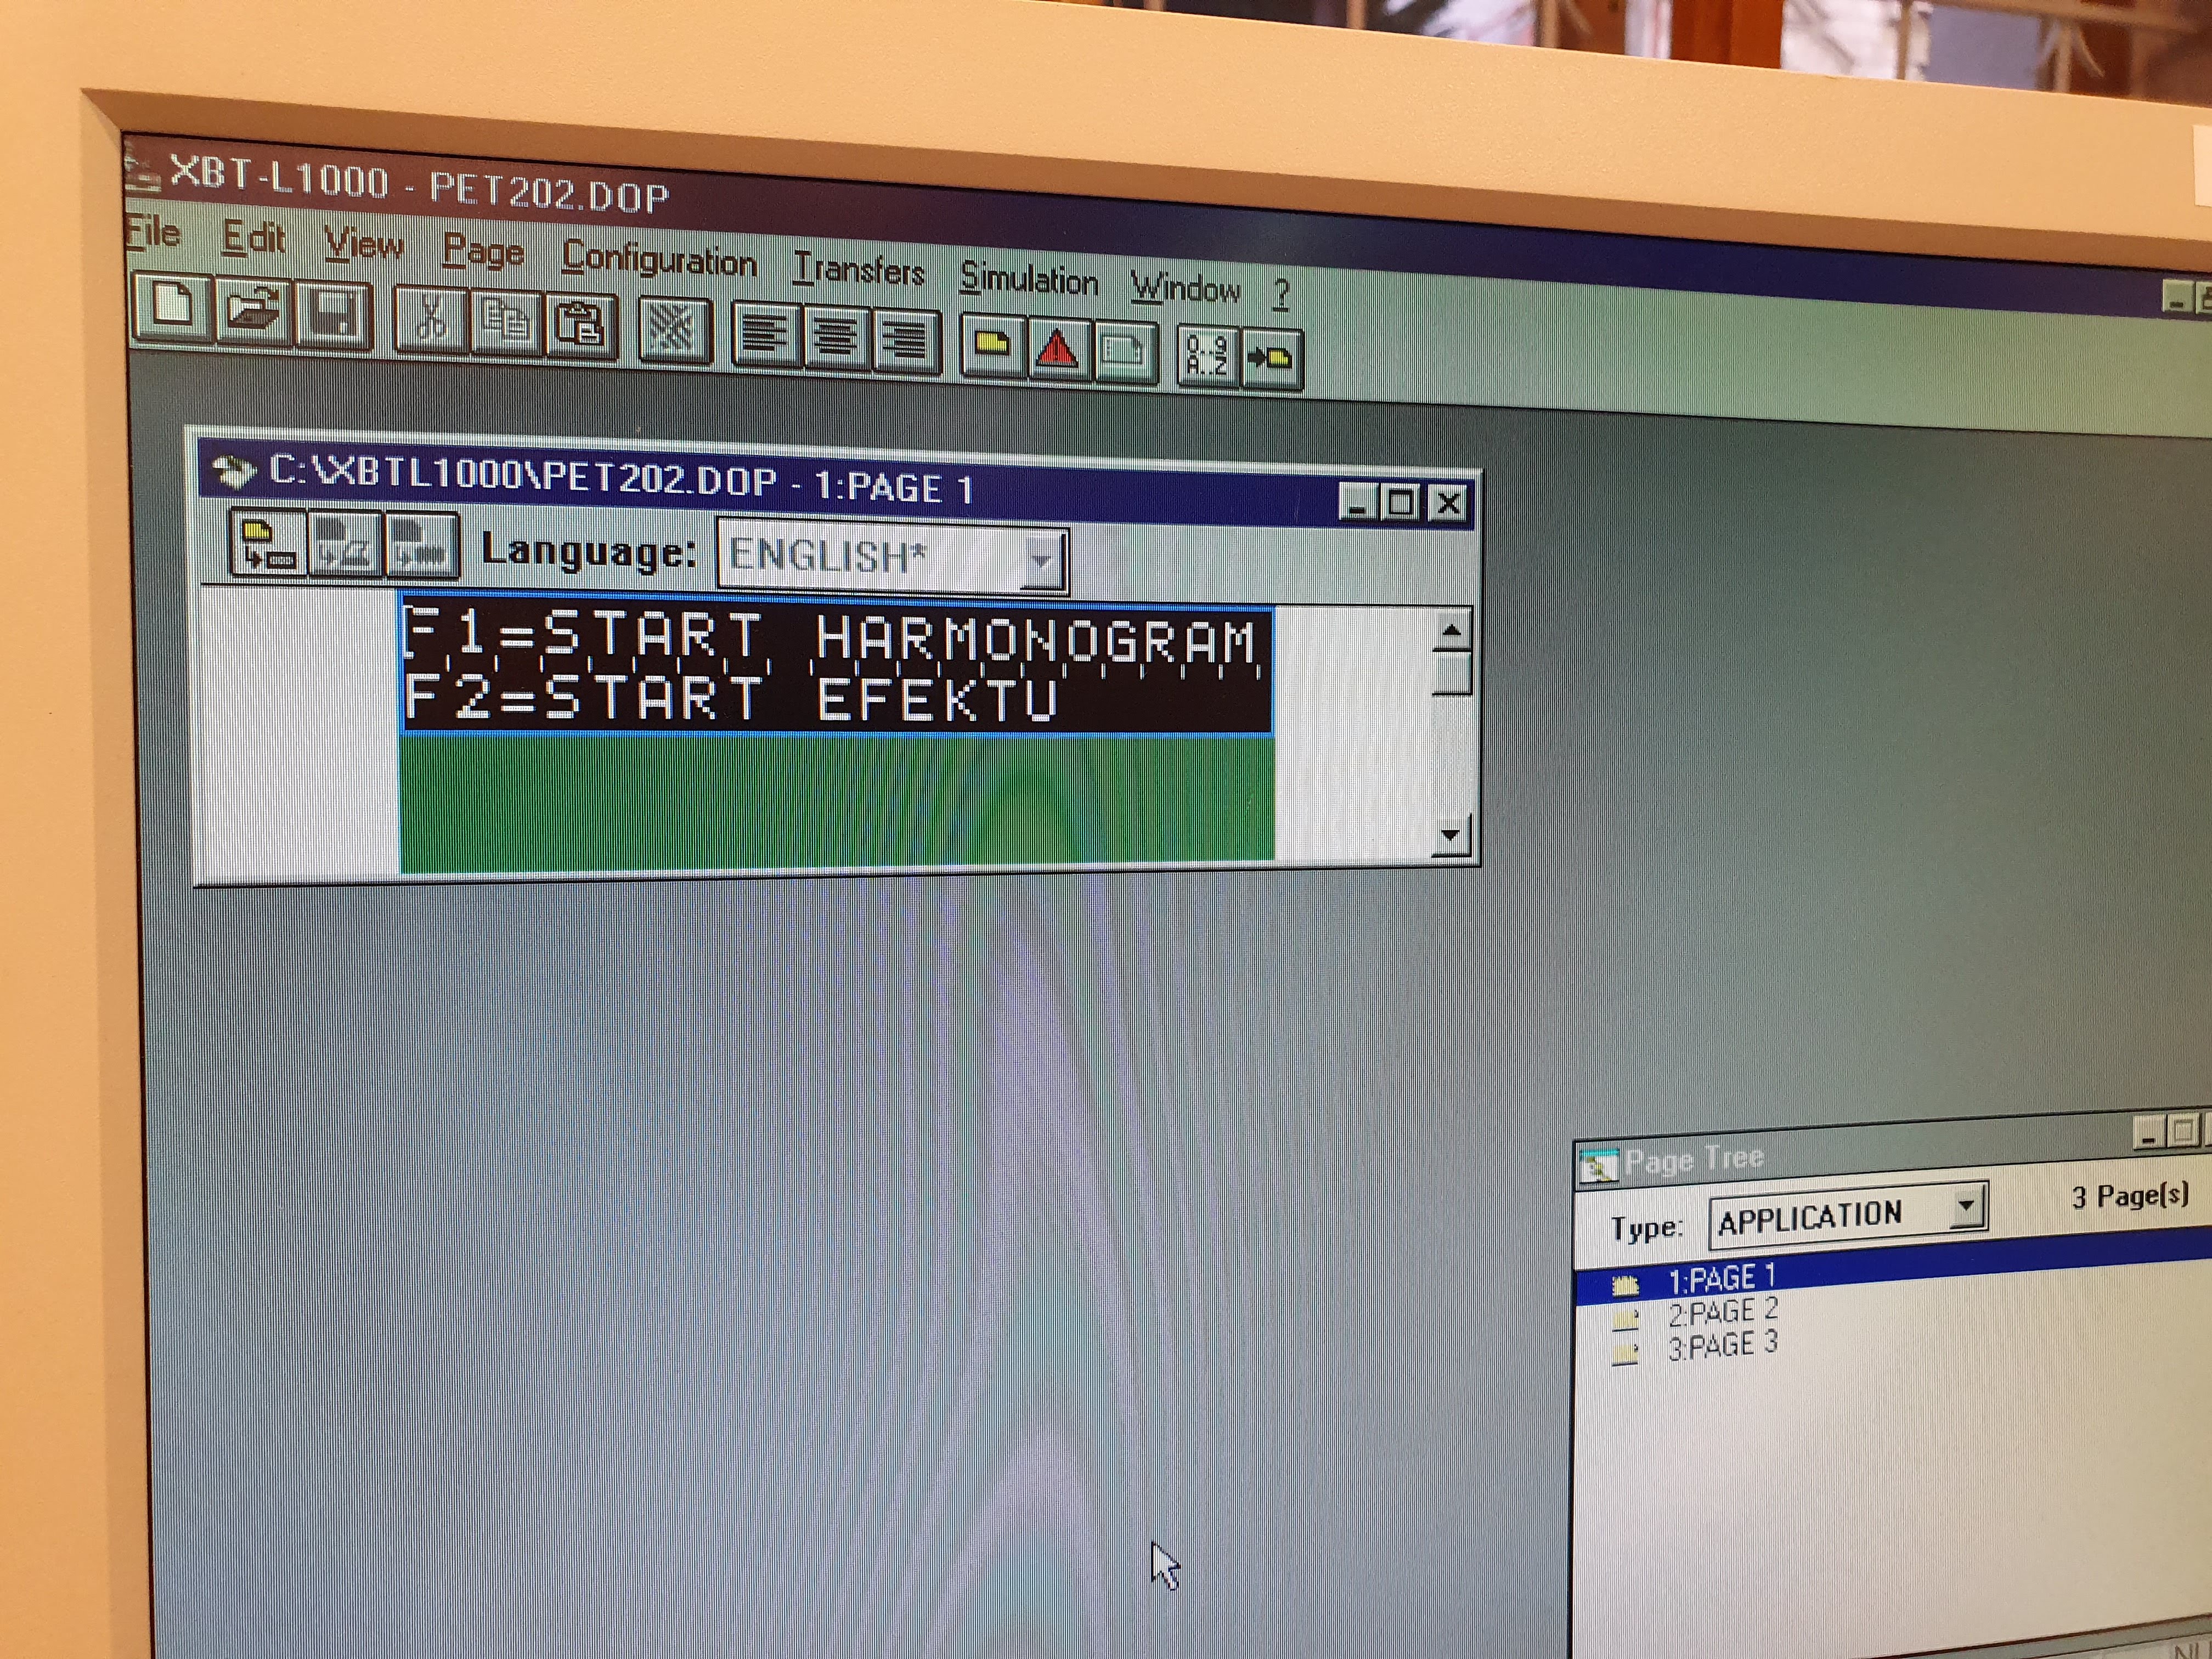 XBT-L1000 - PET202.DOP
File Edit View Page Configuration Transfers Simulation Window ?
0..9
A..Z
C:\XBTL1000\PET202.DOP - 1:PAGE 1
Language: ENGLISH*
F1=START HARMONOGRAM
F2=START EFEKTU
Page Tree
Type: APPLICATION 3 Page(s)
1:PAGE 1
2:PAGE 2
3:PAGE 3